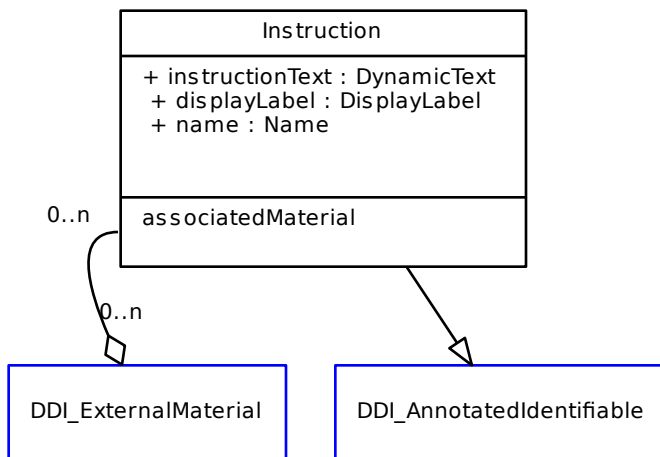 Instruction
+ instructionText : DynamicText
+ displayLabel : DisplayLabel
+ name : Name
0..n
associatedMaterial
0..n
DDI_ExternalMaterial
DDI_AnnotatedIdentifiable